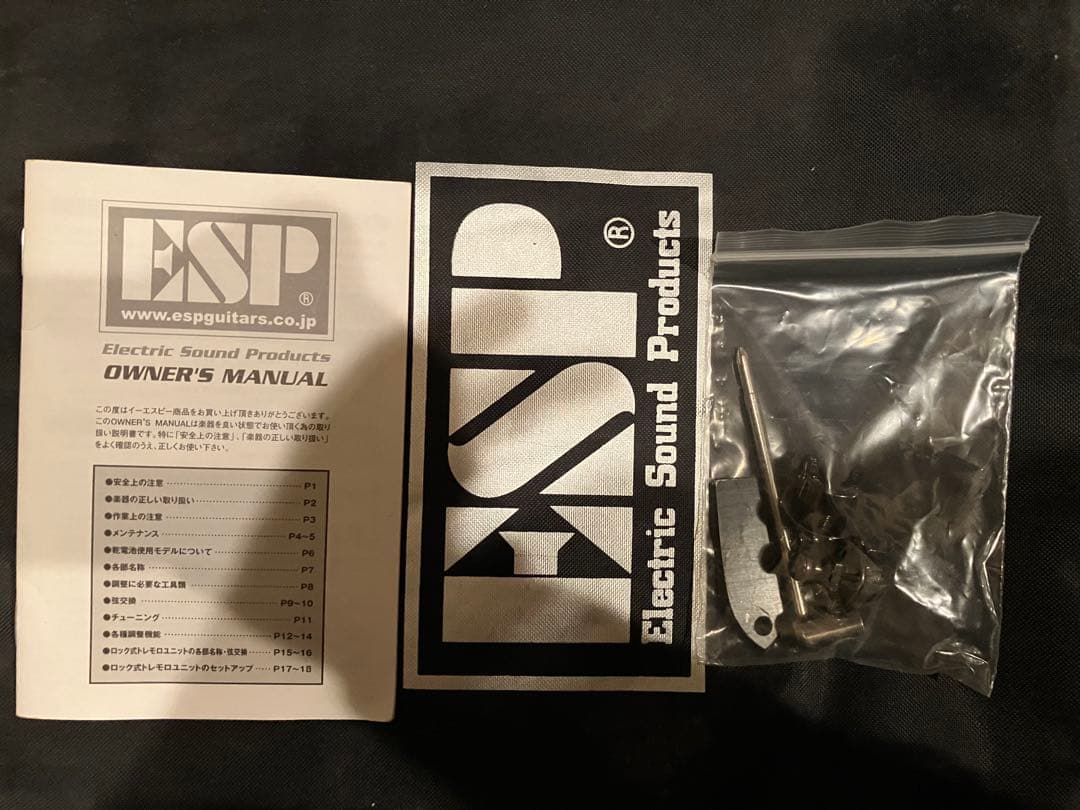 ESP
®
www.espguitars.co.jp
Electric Sound Products
OWNER'S MANUAL
この度はイーエスピー商品をお買い上げ頂きありがとうございます。
このOWNER'S MANUALは楽器を良い状態でお使い頂く為の取り
扱い説明書です。特に「安全上の注意」、「楽器の正しい取り扱い」
をよく確認のうえ、正しくお使い下さい。
●安全上の注意 ………… P1
●楽器の正しい取り扱い ………… P2
●作業上の注意 ………… P3
●メンテナンス ………… P4~5
●乾電池使用モデルについて ………… P6
●各部名称 ………… P7
●調整に必要な工具類 ………… P8
●弦交換 ………… P9~10
●チューニング ………… P11
●各種調整機能 ………… P12~14
●ロック式トレモロユニットの各部名称・弦交換 … P15~16
●ロック式トレモロユニットのセットアップ …… P17~18
ESP
®
Electric Sound Products